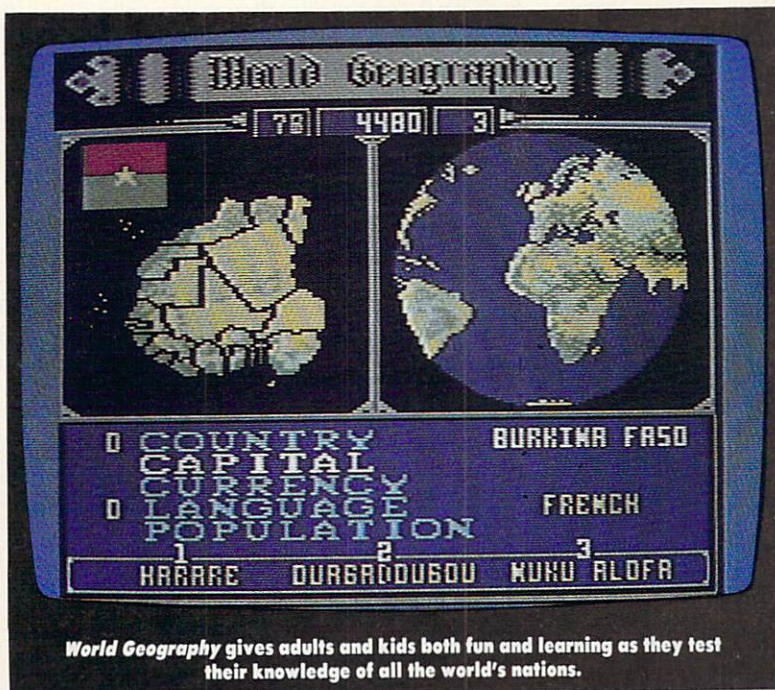 World Geography
78 4480 3
0 COUNTRY BURKINA FASO
CAPITAL
CURRENCY
0 LANGUAGE FRENCH
POPULATION
1 2 3
HARARE OUAGADOUGOU NUKU ALOFA
World Geography gives adults and kids both fun and learning as they test
their knowledge of all the world's nations.